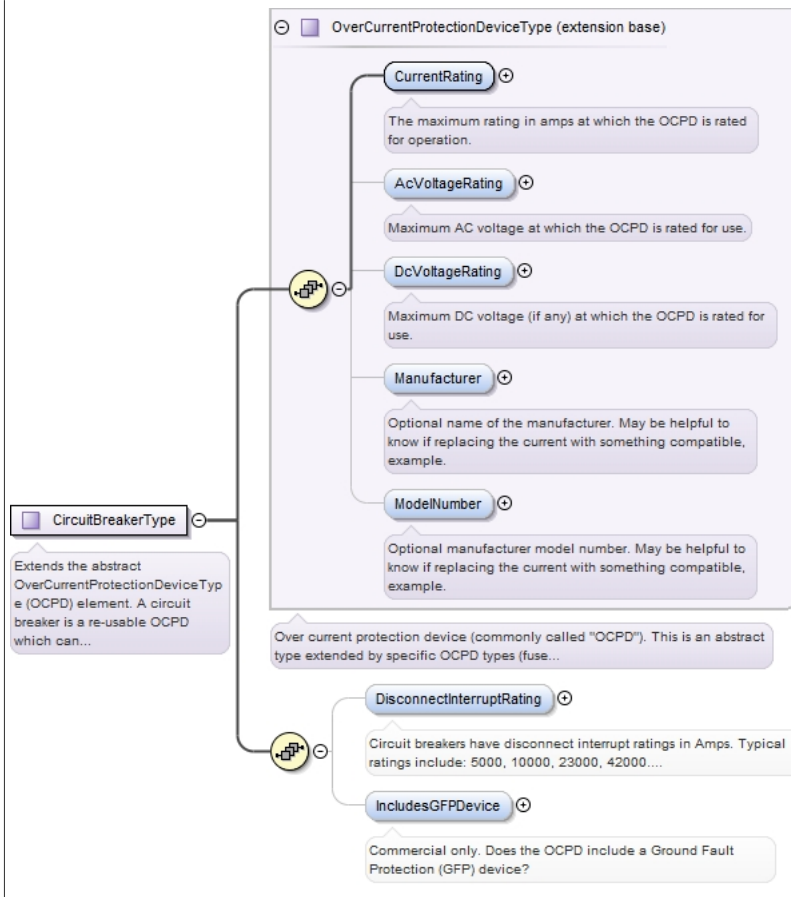 OverCurrentProtectionDeviceType (extension base)
CurrentRating
The maximum rating in amps at which the OCPD is rated
for operation.
AcVoltageRating
Maximum AC voltage at which the OCPD is rated for use.
DcVoltageRating
Maximum DC voltage (if any) at which the OCPD is rated for
use.
Manufacturer
Optional name of the manufacturer. May be helpful to
know if replacing the current with something compatible,
example.
ModelNumber
Optional manufacturer model number. May be helpful to
know if replacing the current with something compatible,
example.
CircuitBreakerType
Extends the abstract
OverCurrentProtectionDeviceTyp
e (OCPD) element. A circuit
breaker is a re-usable OCPD
which can...
Over current protection device (commonly called "OCPD"). This is an abstract
type extended by specific OCPD types (fuse...
DisconnectInterruptRating
Circuit breakers have disconnect interrupt ratings in Amps. Typical
ratings include: 5000, 10000, 23000, 42000....
IncludesGFPDevice
Commercial only. Does the OCPD include a Ground Fault
Protection (GFP) device?